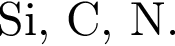 Si, C, N.